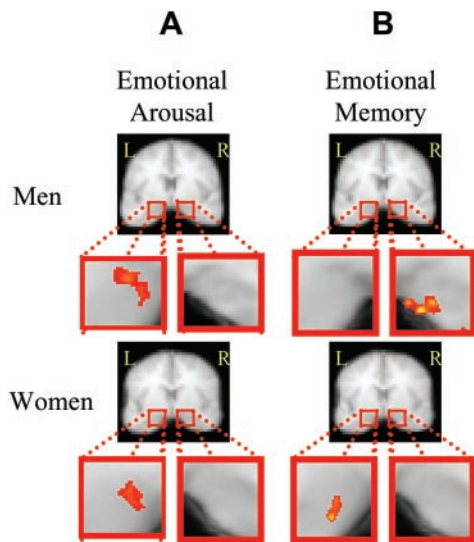 A B
Emotional Arousal
Emotional Memory
L R L R
Men
L R L R
Women